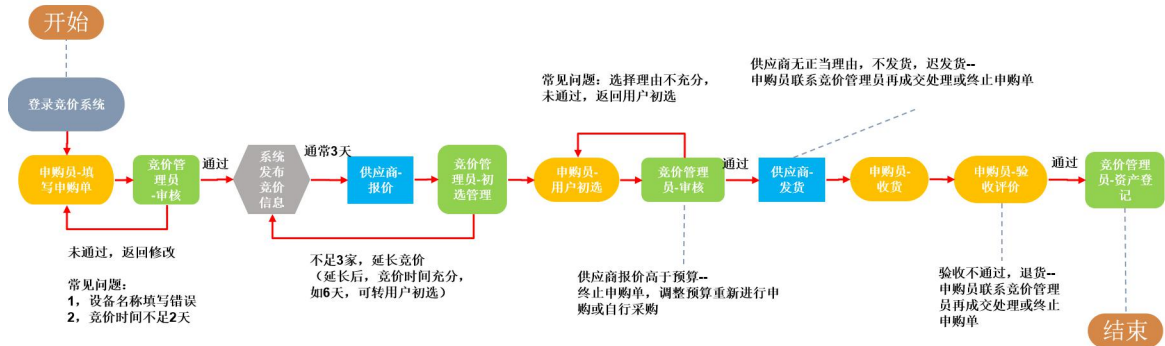 开始
登录竞价系统
申购员-填
写申购单
竞价管
理员
-审核
通过
系统
发布
竞价
信息
通常3天
供应商-
报价
竞价管
理员-初
选管理
申购员-
用户初选
竞价管理
员-审核
通过
供应商-
发货
申购员-
收货
申购员-验
收评价
通过
竞价管理
员-资产登
记
结束
未通过，返回修改
常见问题：
1，设备名称填写错误
2，竞价时间不足2天
不足3家，延长竞价
（延长后，竞价时间充分，
如6天，可转用户初选）
常见问题：选择理由不充分，
未通过，返回用户初选
供应商报价高于预算--
终止申购单，调整预算重新进行申
购或自行采购
供应商无正当理由，不发货，迟发货--
申购员联系竞价管理员再成交处理或终止申购单
验收不通过，退货--
申购员联系竞价管理
员再成交处理或终止
申购单